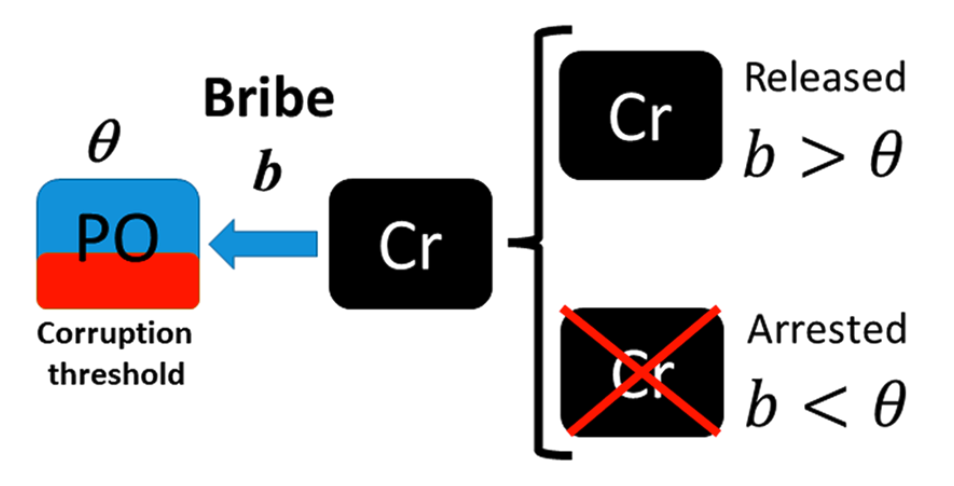 θ
Bribe
b
PO
Corruption
threshold
Cr
Cr
Released
b > θ
Cr
Arrested
b < θ